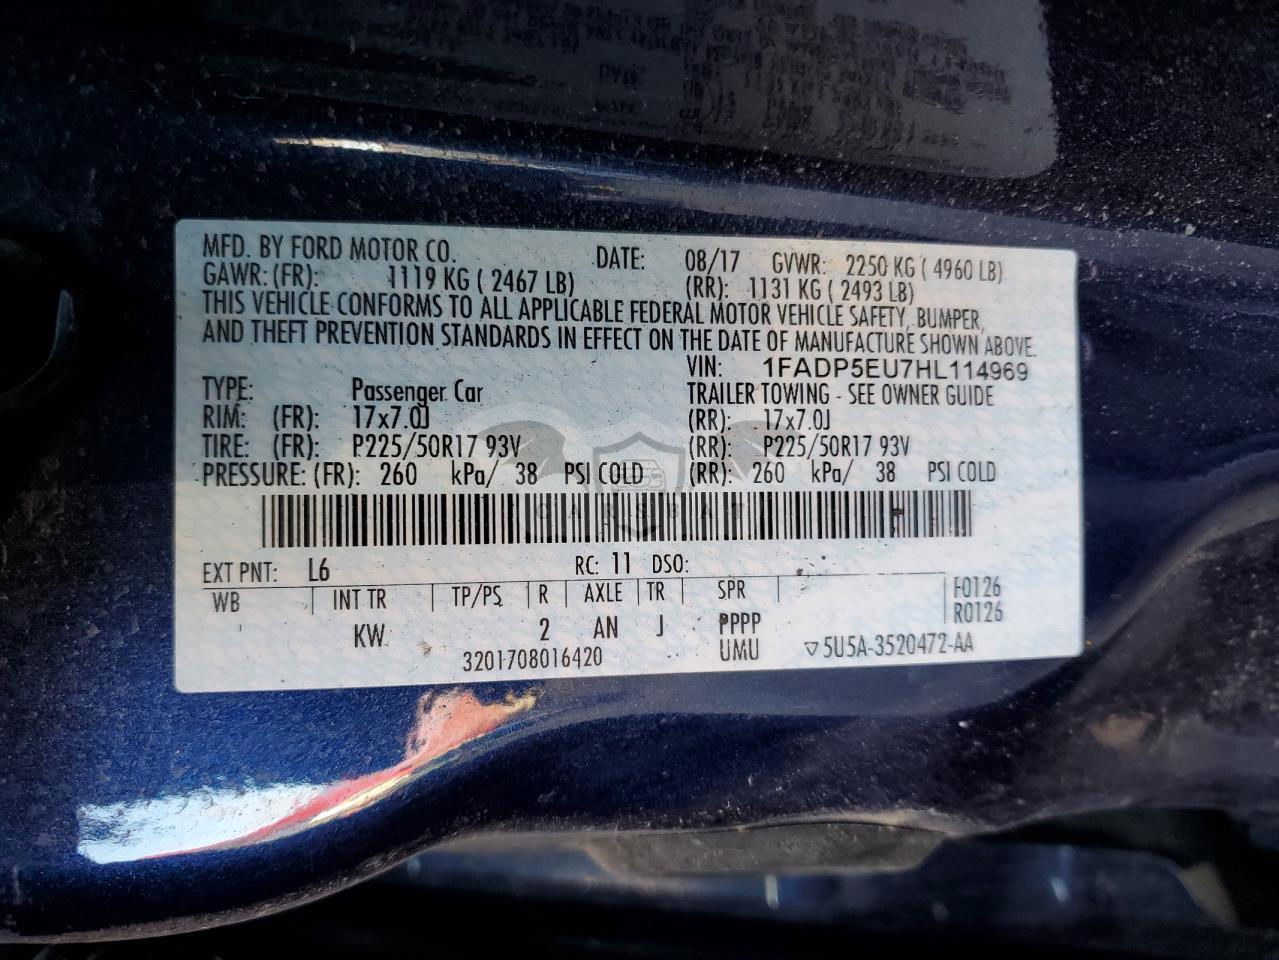 MFD. BY FORD MOTOR CO. DATE: 08/17 GVWR: 2250 KG ( 4960 LB)
GAWR: (FR): 1119 KG ( 2467 LB) (RR): 1131 KG ( 2493 LB)
THIS VEHICLE CONFORMS TO ALL APPLICABLE FEDERAL MOTOR VEHICLE SAFETY, BUMPER,
AND THEFT PREVENTION STANDARDS IN EFFECT ON THE DATE OF MANUFACTURE SHOWN ABOVE.
VIN: 1FADP5EU7HL114969
TYPE: Passenger Car TRAILER TOWING - SEE OWNER GUIDE
RIM: (FR): 17x7.0J (RR): 17x7.0J
TIRE: (FR): P225/50R17 93V (RR): P225/50R17 93V
PRESSURE: (FR): 260 kPa/ 38 PSI COLD (RR): 260 kPa/ 38 PSI COLD
CARSBAT
EXT PNT: L6 RC: 11 DSO:
WB INT TR TP/PS R AXLE TR SPR F0126
KW 2 AN J PPPP R0126
3201708016420 UMU ▽5U5A-3520472-AA